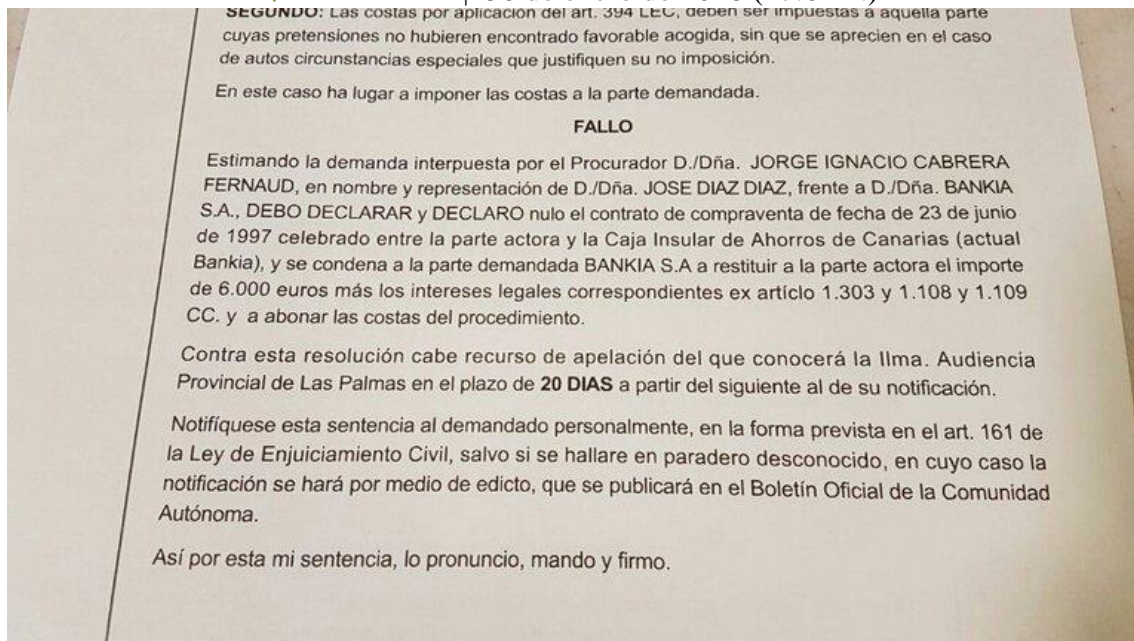 SEGUNDO: Las costas por aplicación del art. 394 LEC, deben ser impuestas a aquella parte
cuyas pretensiones no hubieren encontrado favorable acogida, sin que se aprecien en el caso
de autos circunstancias especiales que justifiquen su no imposición.
En este caso ha lugar a imponer las costas a la parte demandada.
FALLO
Estimando la demanda interpuesta por el Procurador D./Dña. JORGE IGNACIO CABRERA
FERNAUD, en nombre y representación de D./Dña. JOSE DIAZ DIAZ, frente a D./Dña. BANKIA
S.A., DEBO DECLARAR y DECLARO nulo el contrato de compraventa de fecha de 23 de junio
de 1997 celebrado entre la parte actora y la Caja Insular de Ahorros de Canarias (actual
Bankia), y se condena a la parte demandada BANKIA S.A a restituir a la parte actora el importe
de 6.000 euros más los intereses legales correspondientes ex artíclo 1.303 y 1.108 y 1.109
CC. y a abonar las costas del procedimiento.
Contra esta resolución cabe recurso de apelación del que conocerá la Ilma. Audiencia
Provincial de Las Palmas en el plazo de 20 DIAS a partir del siguiente al de su notificación.
Notifíquese esta sentencia al demandado personalmente, en la forma prevista en el art. 161 de
la Ley de Enjuiciamiento Civil, salvo si se hallare en paradero desconocido, en cuyo caso la
notificación se hará por medio de edicto, que se publicará en el Boletín Oficial de la Comunidad
Autónoma.
Así por esta mi sentencia, lo pronuncio, mando y firmo.